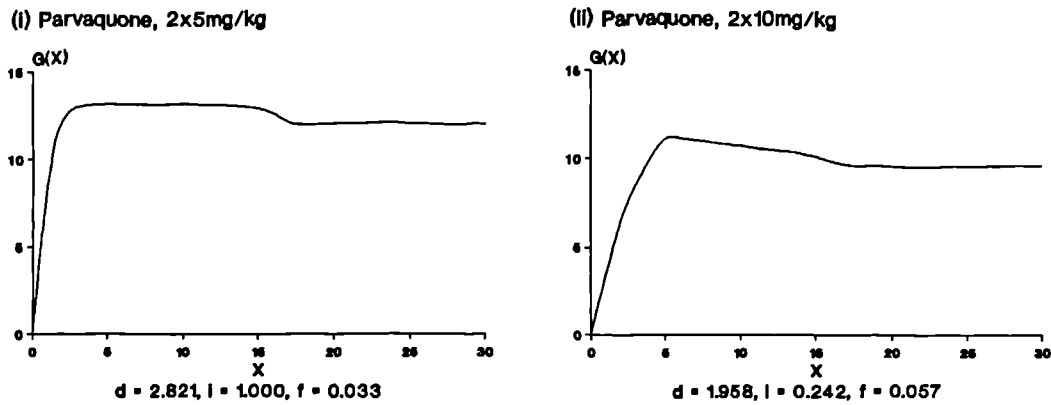 (i) Parvaquone, 2x5mg/kg
G(X)
15
10
5
0
0 5 10 15 20 25 30
X
d = 2.821, i = 1.000, f = 0.033
(ii) Parvaquone, 2x10mg/kg
G(X)
15
10
5
0
0 5 10 15 20 25 30
X
d = 1.958, i = 0.242, f = 0.057